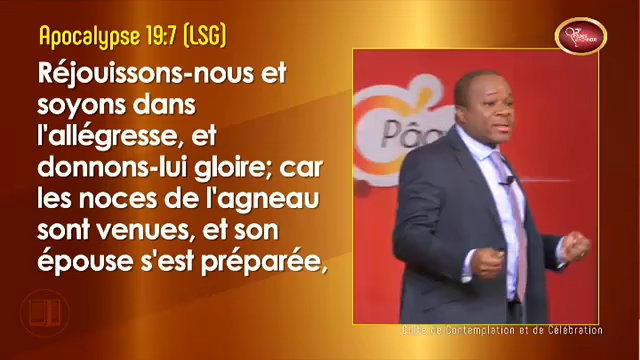 Apocalypse 19:7 (LSG)
Réjouissons-nous et
soyons dans
l'allégresse, et
donnons-lui gloire; car
les noces de l'agneau
sont venues, et son
épouse s'est préparée,
Pâq
Culte de Contemplation et de Célébration